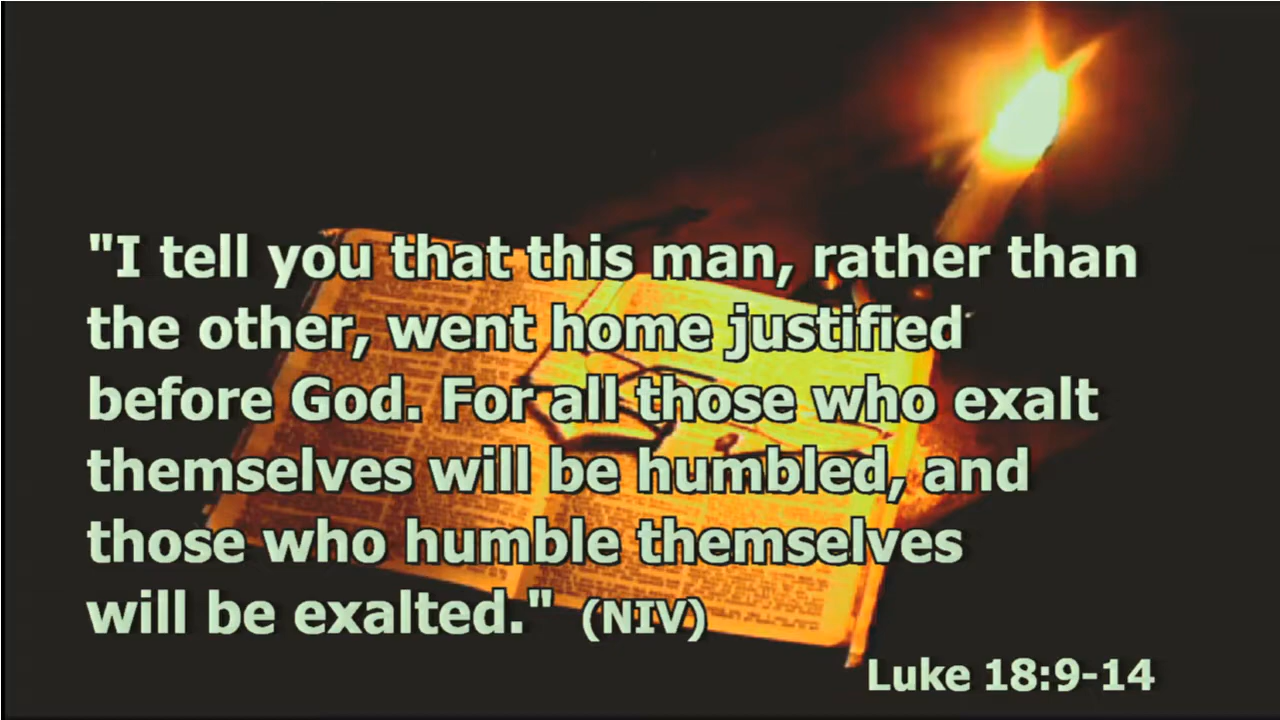 "I tell you that this man, rather than
the other, went home justified
before God. For all those who exalt
themselves will be humbled, and
those who humble themselves
will be exalted." (NIV)
Luke 18:9-14